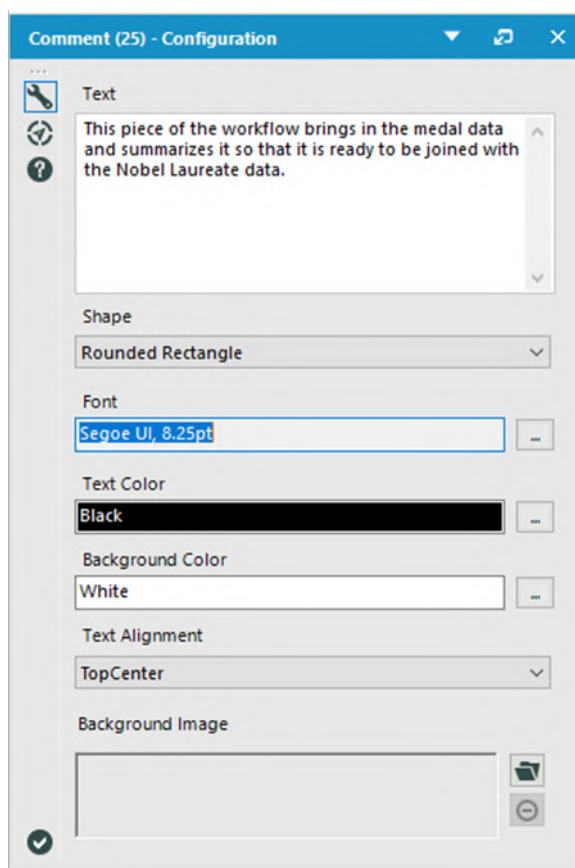 Comment (25) - Configuration
Text
This piece of the workflow brings in the medal data
and summarizes it so that it is ready to be joined with
the Nobel Laureate data.
Shape
Rounded Rectangle
Font
Segoe UI, 8.25pt
...
Text Color
Black
...
Background Color
White
...
Text Alignment
TopCenter
Background Image